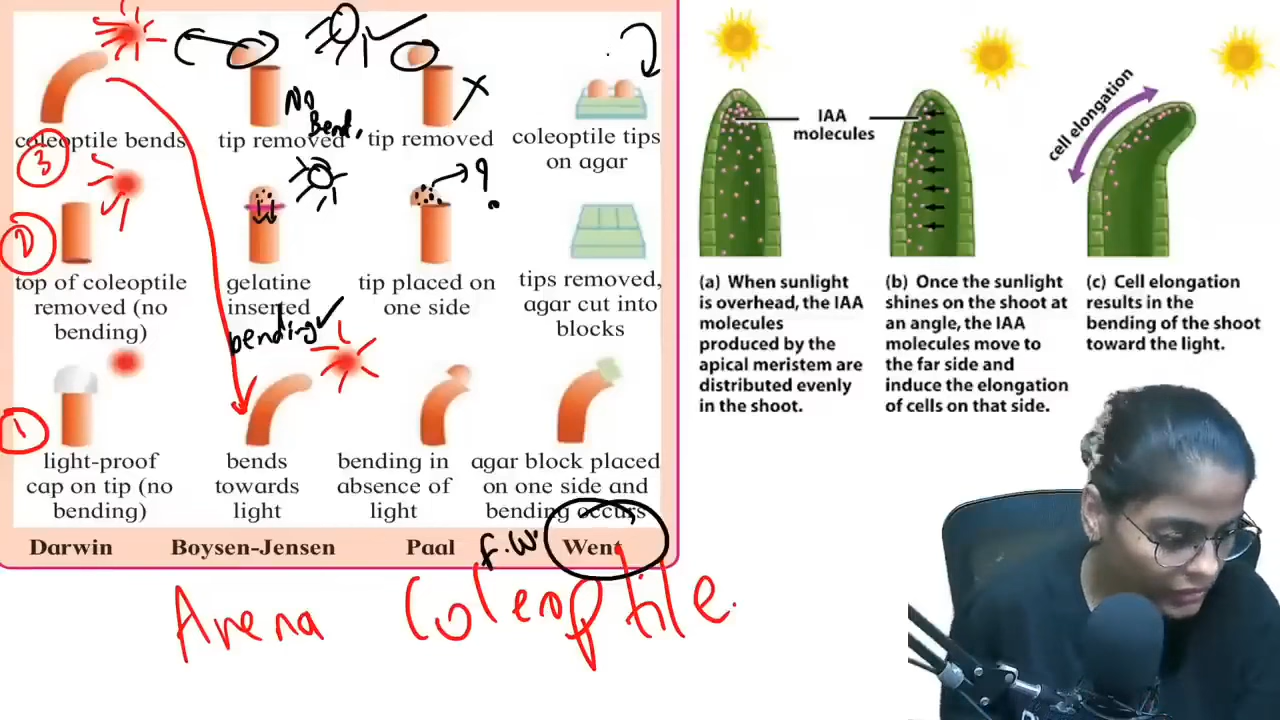 coleoptile bends
3
tip removed
No
Bend.
tip removed
coleoptile tips
on agar
2
top of coleoptile
removed (no
bending)
gelatine
inserted
bending ✓
?
tip placed on
one side
tips removed,
agar cut into
blocks
1
light-proof
cap on tip (no
bending)
bends
towards
light
bending in
absence of
light
agar block placed
on one side and
bending occurs
Darwin
Boysen-Jensen
Paal
F.W.
Went
Avena Coleoptile.
IAA
molecules
cell elongation
(a) When sunlight
is overhead, the IAA
molecules
produced by the
apical meristem are
distributed evenly
in the shoot.
(b) Once the sunlight
shines on the shoot at
an angle, the IAA
molecules move to
the far side and
induce the elongation
of cells on that side.
(c) Cell elongation
results in the
bending of the shoot
toward the light.